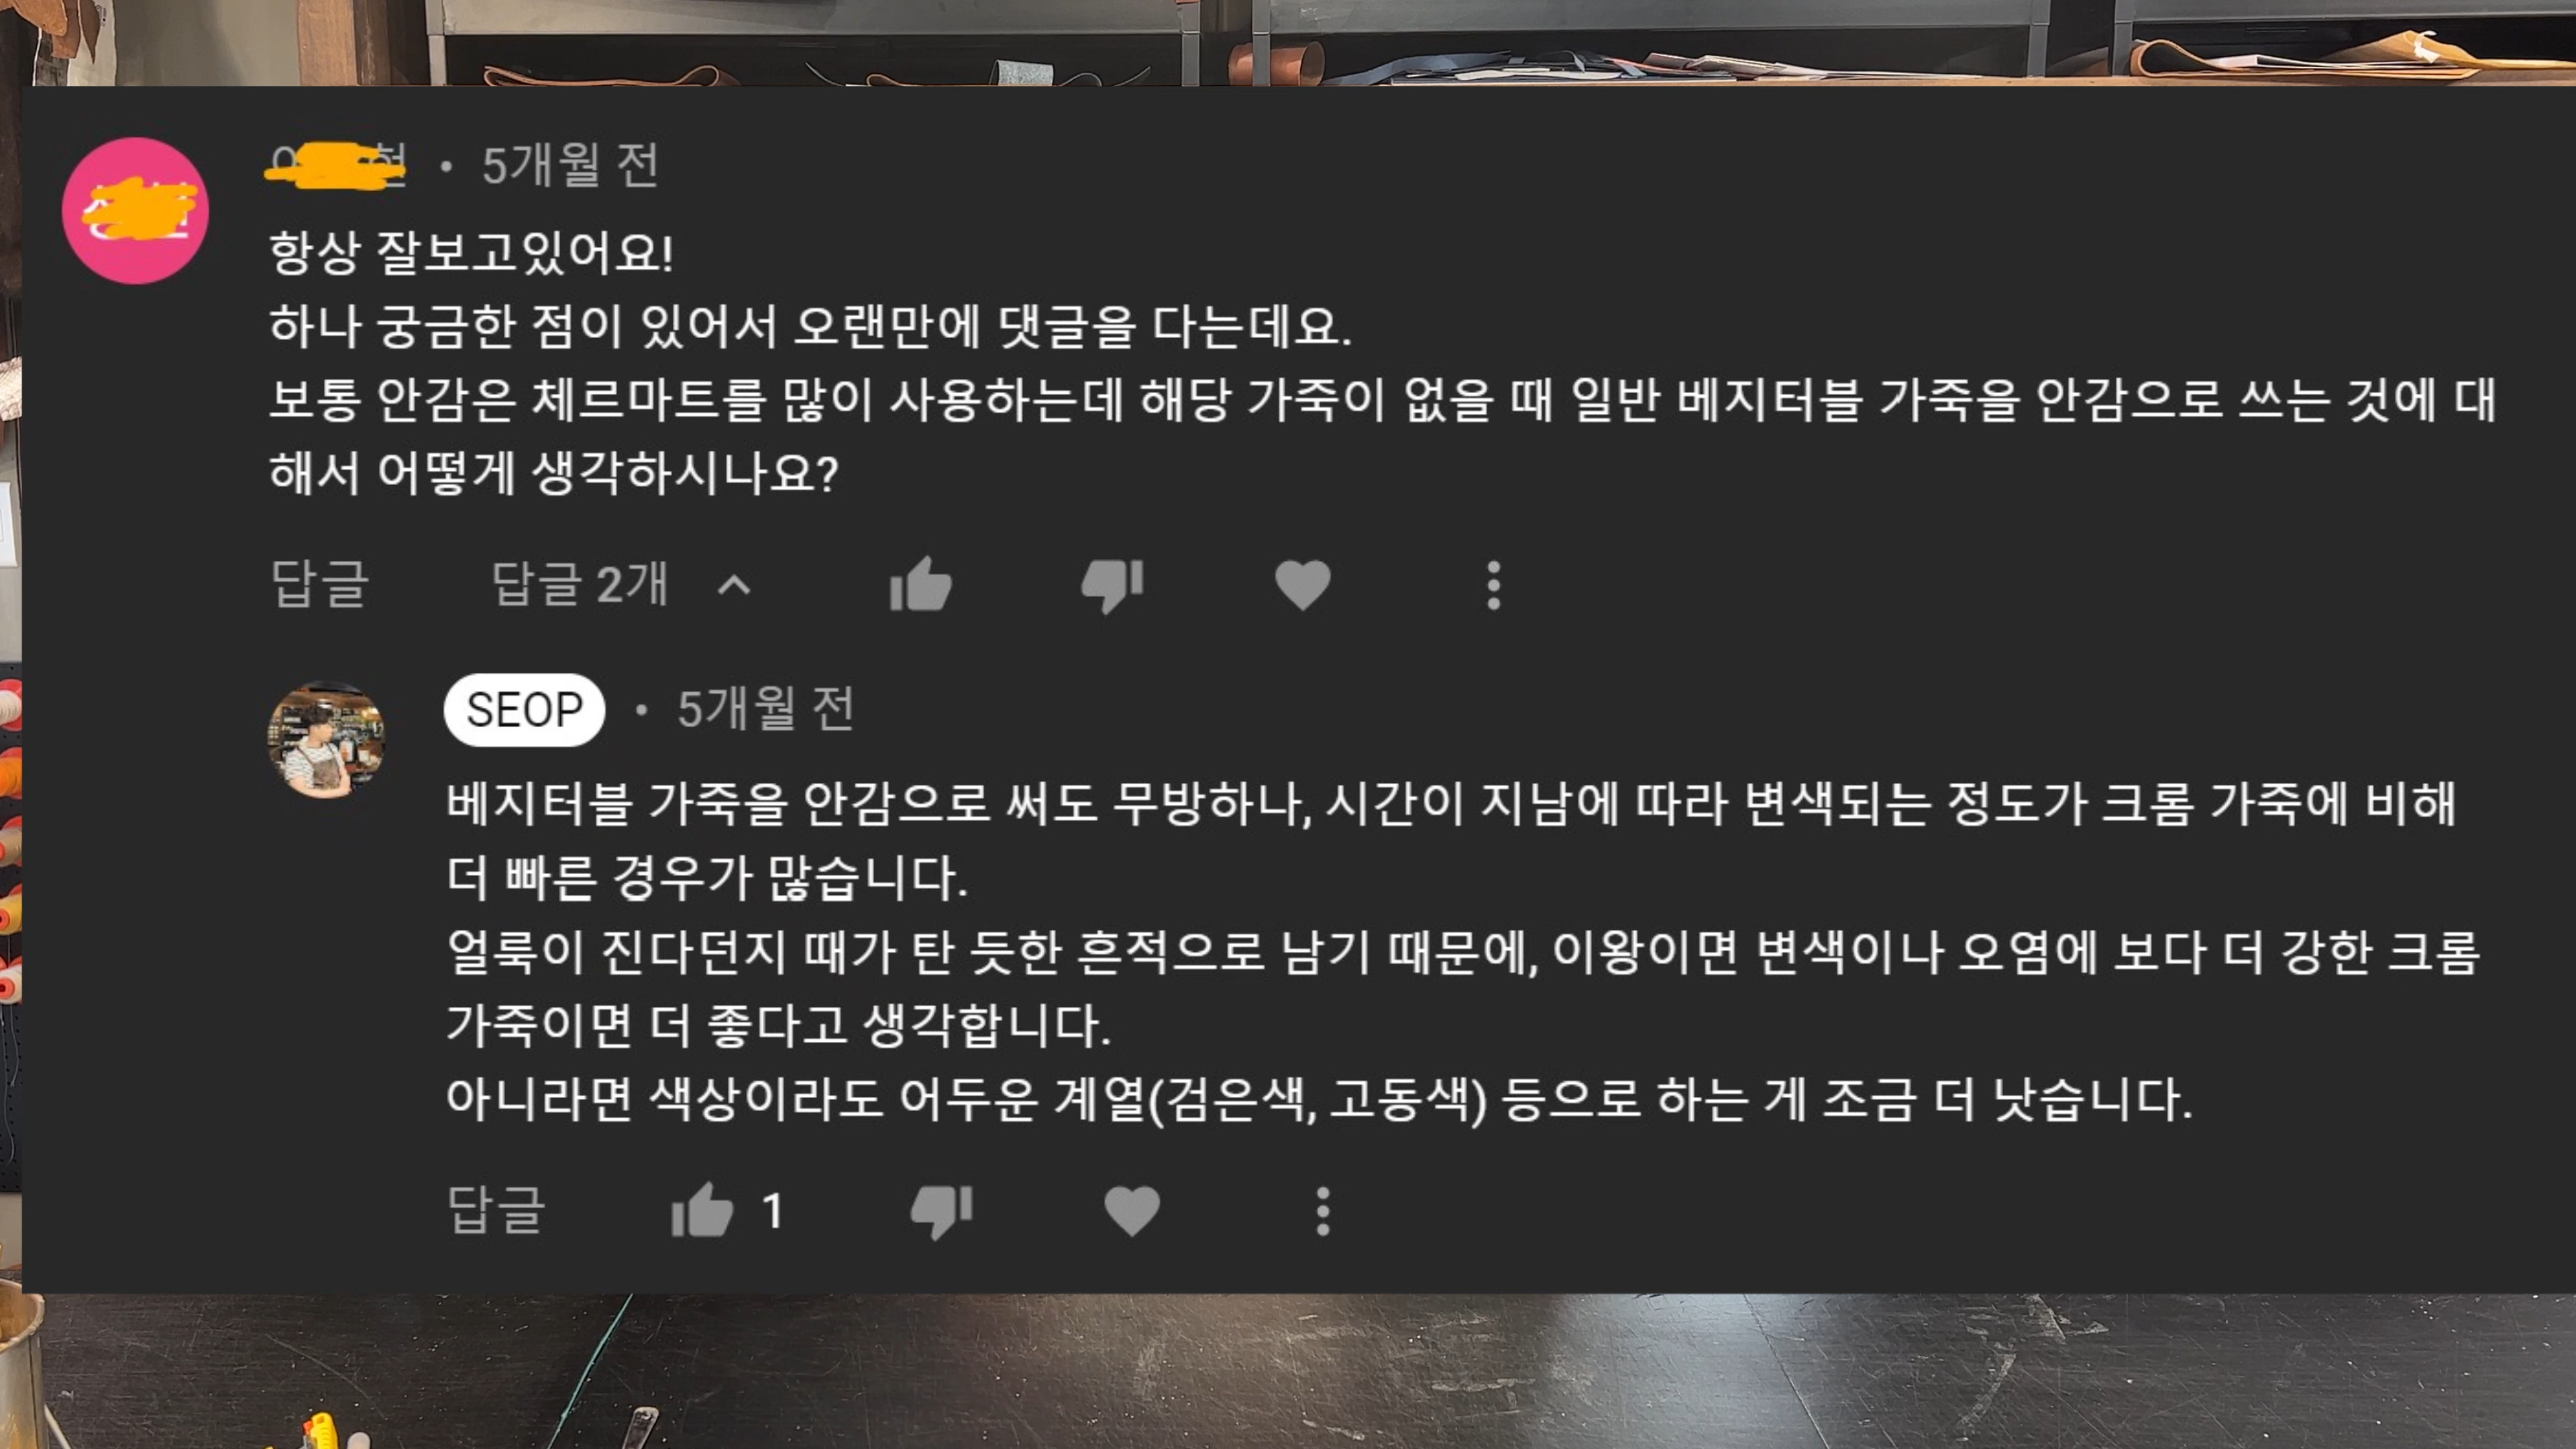 5개월 전
항상 잘보고있어요!
하나 궁금한 점이 있어서 오랜만에 댓글을 다는데요.
보통 안감은 체르마트를 많이 사용하는데 해당 가죽이 없을 때 일반 베지터블 가죽을 안감으로 쓰는 것에 대
해서 어떻게 생각하시나요?
답글 답글 2개
SEOP • 5개월 전
베지터블 가죽을 안감으로 써도 무방하나, 시간이 지남에 따라 변색되는 정도가 크롬 가죽에 비해
더 빠른 경우가 많습니다.
얼룩이 진다던지 때가 탄 듯한 흔적으로 남기 때문에, 이왕이면 변색이나 오염에 보다 더 강한 크롬
가죽이면 더 좋다고 생각합니다.
아니라면 색상이라도 어두운 계열(검은색, 고동색) 등으로 하는 게 조금 더 낫습니다.
답글 1